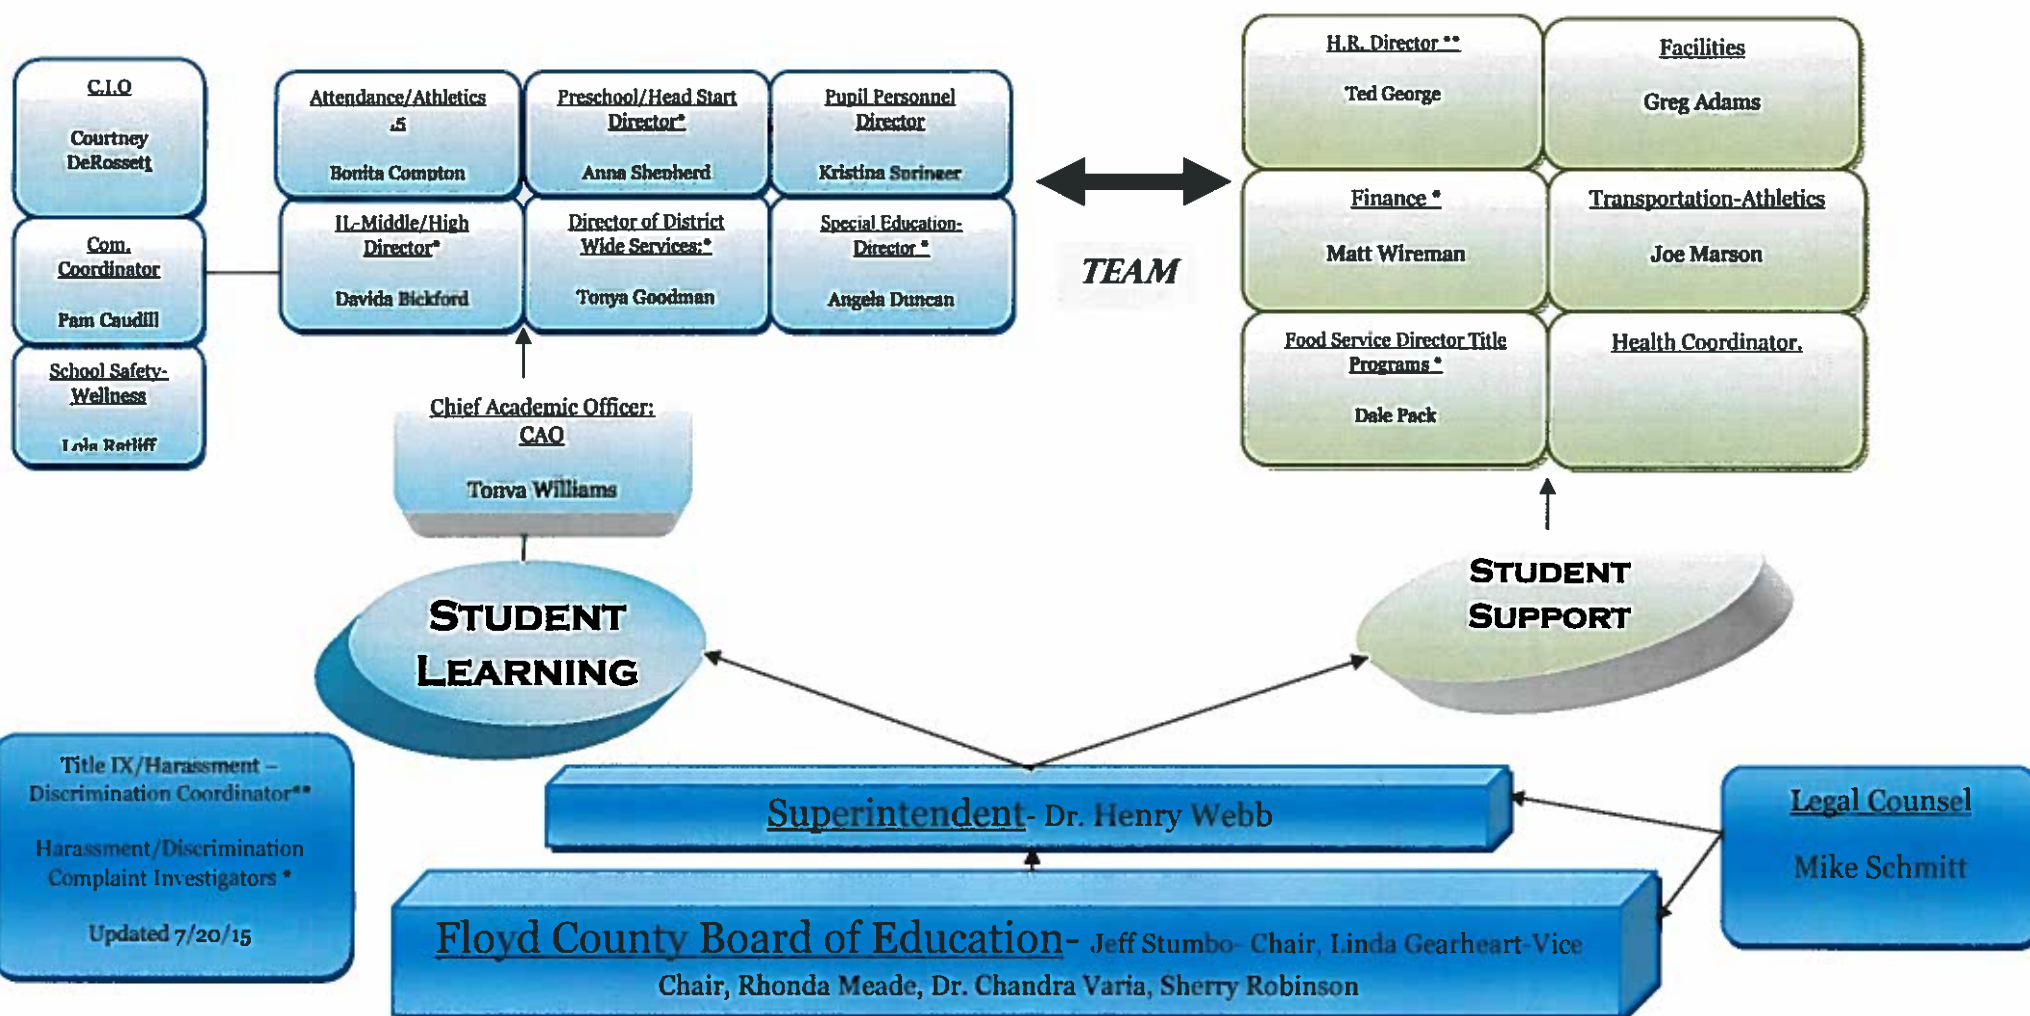 C.I.O
Courtney
DeRossett
Com.
Coordinator
Pam Caudill
School Safety-
Wellness
Lola Ratliff
Attendance/Athletics
.5
Bonita Compton
Preschool/Head Start
Director*
Anna Shepherd
Pupil Personnel
Director
Kristina Springer
IL-Middle/High
Director*
Davida Bickford
Director of District
Wide Services:*
Tonya Goodman
Special Education-
Director *
Angela Duncan
TEAM
H.R. Director **
Ted George
Facilities
Greg Adams
Finance *
Matt Wireman
Transportation-Athletics
Joe Marson
Food Service Director Title
Programs *
Dale Pack
Health Coordinator.
Chief Academic Officer:
CAO
Tonya Williams
STUDENT
LEARNING
STUDENT
SUPPORT
Title IX/Harassment –
Discrimination Coordinator**
Harassment/Discrimination
Complaint Investigators *
Updated 7/20/15
Superintendent- Dr. Henry Webb
Legal Counsel
Mike Schmitt
Floyd County Board of Education- Jeff Stumbo- Chair, Linda Gearheart-Vice
Chair, Rhonda Meade, Dr. Chandra Varia, Sherry Robinson